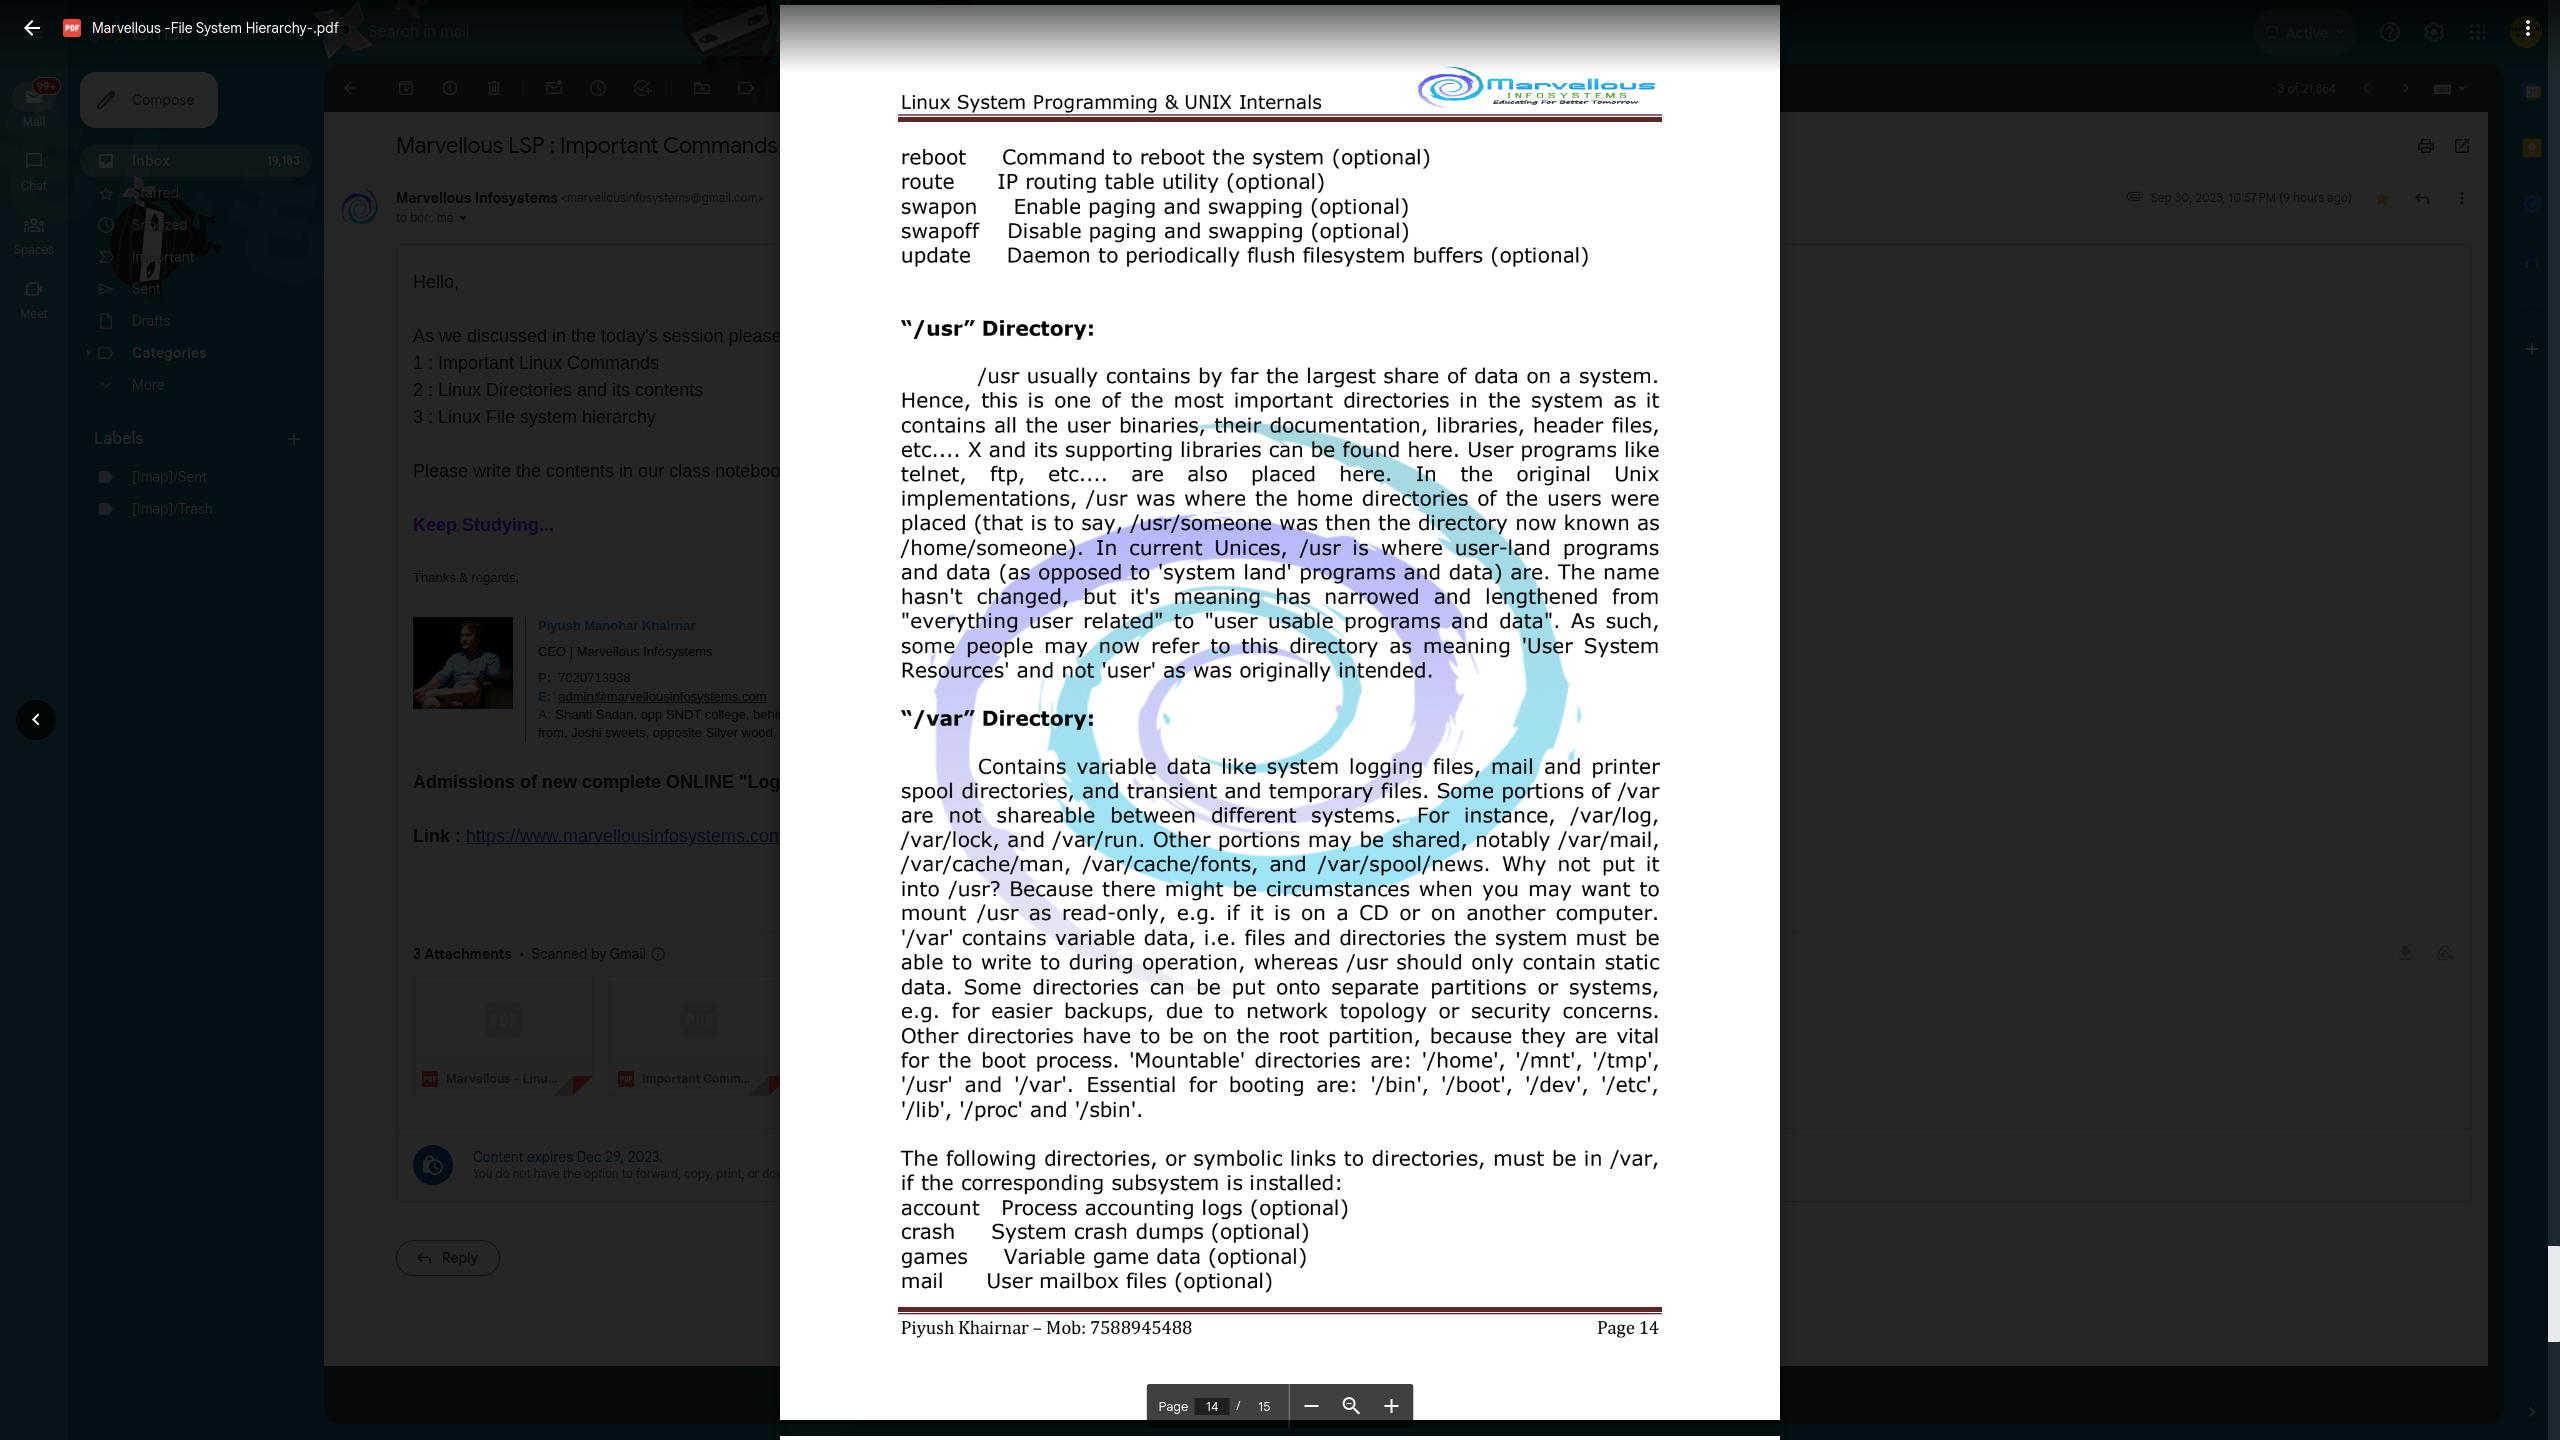 Marvellous -File System Hierarchy-.pdf
Search in mail
Active
99+
Mail
Chat
Spaces
Meet
Compose
Inbox 19,183
Starred
Snoozed
Important
Sent
Drafts
Categories
More
Labels
[Imap]/Sent
[Imap]/Trash
3 of 21,864
Marvellous LSP : Important Commands
Marvellous Infosystems <marvellousinfosystems@gmail.com>
to bcc: me
Sep 30, 2023, 10:57 PM (9 hours ago)
Hello,
As we discussed in the today's session please
1 : Important Linux Commands
2 : Linux Directories and its contents
3 : Linux File system hierarchy
Please write the contents in our class
Keep Studying...
Thanks & regards,
Piyush Manohar Khairnar
CEO | Marvellous Infosystems
P: 7020713938
E: admin@marvellousinfosystems.com
A: Shanti Sadan, opp SNDT college,
from, Joshi sweets, opposite Silver wood,
Admissions of new complete ONLINE
Link : https://www.marvellousinfosystems.com
3 Attachments • Scanned by Gmail
PDF
PDF
PDF Marvellous - Linu...
PDF Important Comm...
Content expires Dec 29, 2023.
You do not have the option to forward, copy, print, or
Reply
Linux System Programming & UNIX Internals
Marvellous
INFOSYSTEMS
Educating For Better Tomorrow
reboot Command to reboot the system (optional)
route IP routing table utility (optional)
swapon Enable paging and swapping (optional)
swapoff Disable paging and swapping (optional)
update Daemon to periodically flush filesystem buffers (optional)
“/usr” Directory:
/usr usually contains by far the largest share of data on a system.
Hence, this is one of the most important directories in the system as it
contains all the user binaries, their documentation, libraries, header files,
etc.... X and its supporting libraries can be found here. User programs like
telnet, ftp, etc.... are also placed here. In the original Unix
implementations, /usr was where the home directories of the users were
placed (that is to say, /usr/someone was then the directory now known as
/home/someone). In current Unices, /usr is where user-land programs
and data (as opposed to 'system land' programs and data) are. The name
hasn't changed, but it's meaning has narrowed and lengthened from
"everything user related" to "user usable programs and data". As such,
some people may now refer to this directory as meaning 'User System
Resources' and not 'user' as was originally intended.
“/var” Directory:
Contains variable data like system logging files, mail and printer
spool directories, and transient and temporary files. Some portions of /var
are not shareable between different systems. For instance, /var/log,
/var/lock, and /var/run. Other portions may be shared, notably /var/mail,
/var/cache/man, /var/cache/fonts, and /var/spool/news. Why not put it
into /usr? Because there might be circumstances when you may want to
mount /usr as read-only, e.g. if it is on a CD or on another computer.
'/var' contains variable data, i.e. files and directories the system must be
able to write to during operation, whereas /usr should only contain static
data. Some directories can be put onto separate partitions or systems,
e.g. for easier backups, due to network topology or security concerns.
Other directories have to be on the root partition, because they are vital
for the boot process. 'Mountable' directories are: '/home', '/mnt', '/tmp',
'/usr' and '/var'. Essential for booting are: '/bin', '/boot', '/dev', '/etc',
'/lib', '/proc' and '/sbin'.
The following directories, or symbolic links to directories, must be in /var,
if the corresponding subsystem is installed:
account Process accounting logs (optional)
crash System crash dumps (optional)
games Variable game data (optional)
mail User mailbox files (optional)
Piyush Khairnar – Mob: 7588945488 Page 14
Page 14 / 15